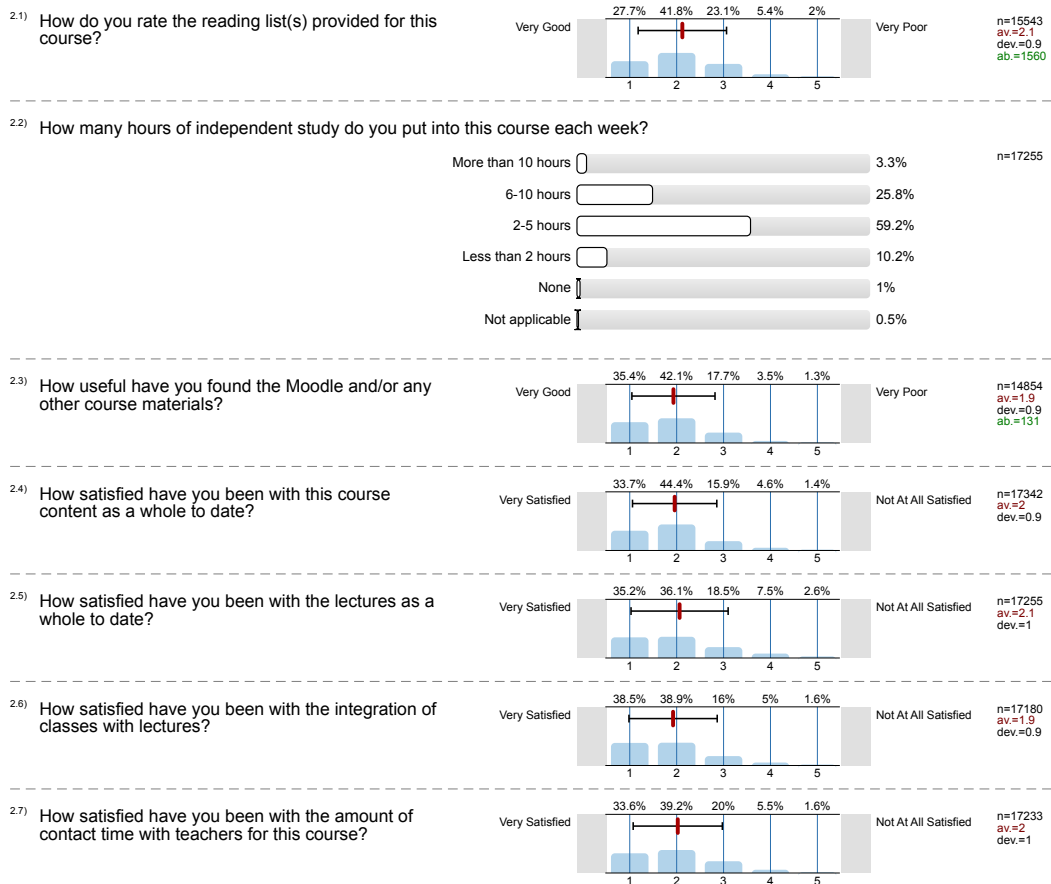 2.1) How do you rate the reading list(s) provided for this
course?
Very Good
27.7% 41.8% 23.1% 5.4% 2%
1 2 3 4 5
Very Poor
n=15543
av.=2.1
dev.=0.9
ab.=1560
2.2) How many hours of independent study do you put into this course each week?
n=17255
More than 10 hours 3.3%
6-10 hours 25.8%
2-5 hours 59.2%
Less than 2 hours 10.2%
None 1%
Not applicable 0.5%
2.3) How useful have you found the Moodle and/or any
other course materials?
Very Good
35.4% 42.1% 17.7% 3.5% 1.3%
1 2 3 4 5
Very Poor
n=14854
av.=1.9
dev.=0.9
ab.=131
2.4) How satisfied have you been with this course
content as a whole to date?
Very Satisfied
33.7% 44.4% 15.9% 4.6% 1.4%
1 2 3 4 5
Not At All Satisfied
n=17342
av.=2
dev.=0.9
2.5) How satisfied have you been with the lectures as a
whole to date?
Very Satisfied
35.2% 36.1% 18.5% 7.5% 2.6%
1 2 3 4 5
Not At All Satisfied
n=17255
av.=2.1
dev.=1
2.6) How satisfied have you been with the integration of
classes with lectures?
Very Satisfied
38.5% 38.9% 16% 5% 1.6%
1 2 3 4 5
Not At All Satisfied
n=17180
av.=1.9
dev.=0.9
2.7) How satisfied have you been with the amount of
contact time with teachers for this course?
Very Satisfied
33.6% 39.2% 20% 5.5% 1.6%
1 2 3 4 5
Not At All Satisfied
n=17233
av.=2
dev.=1